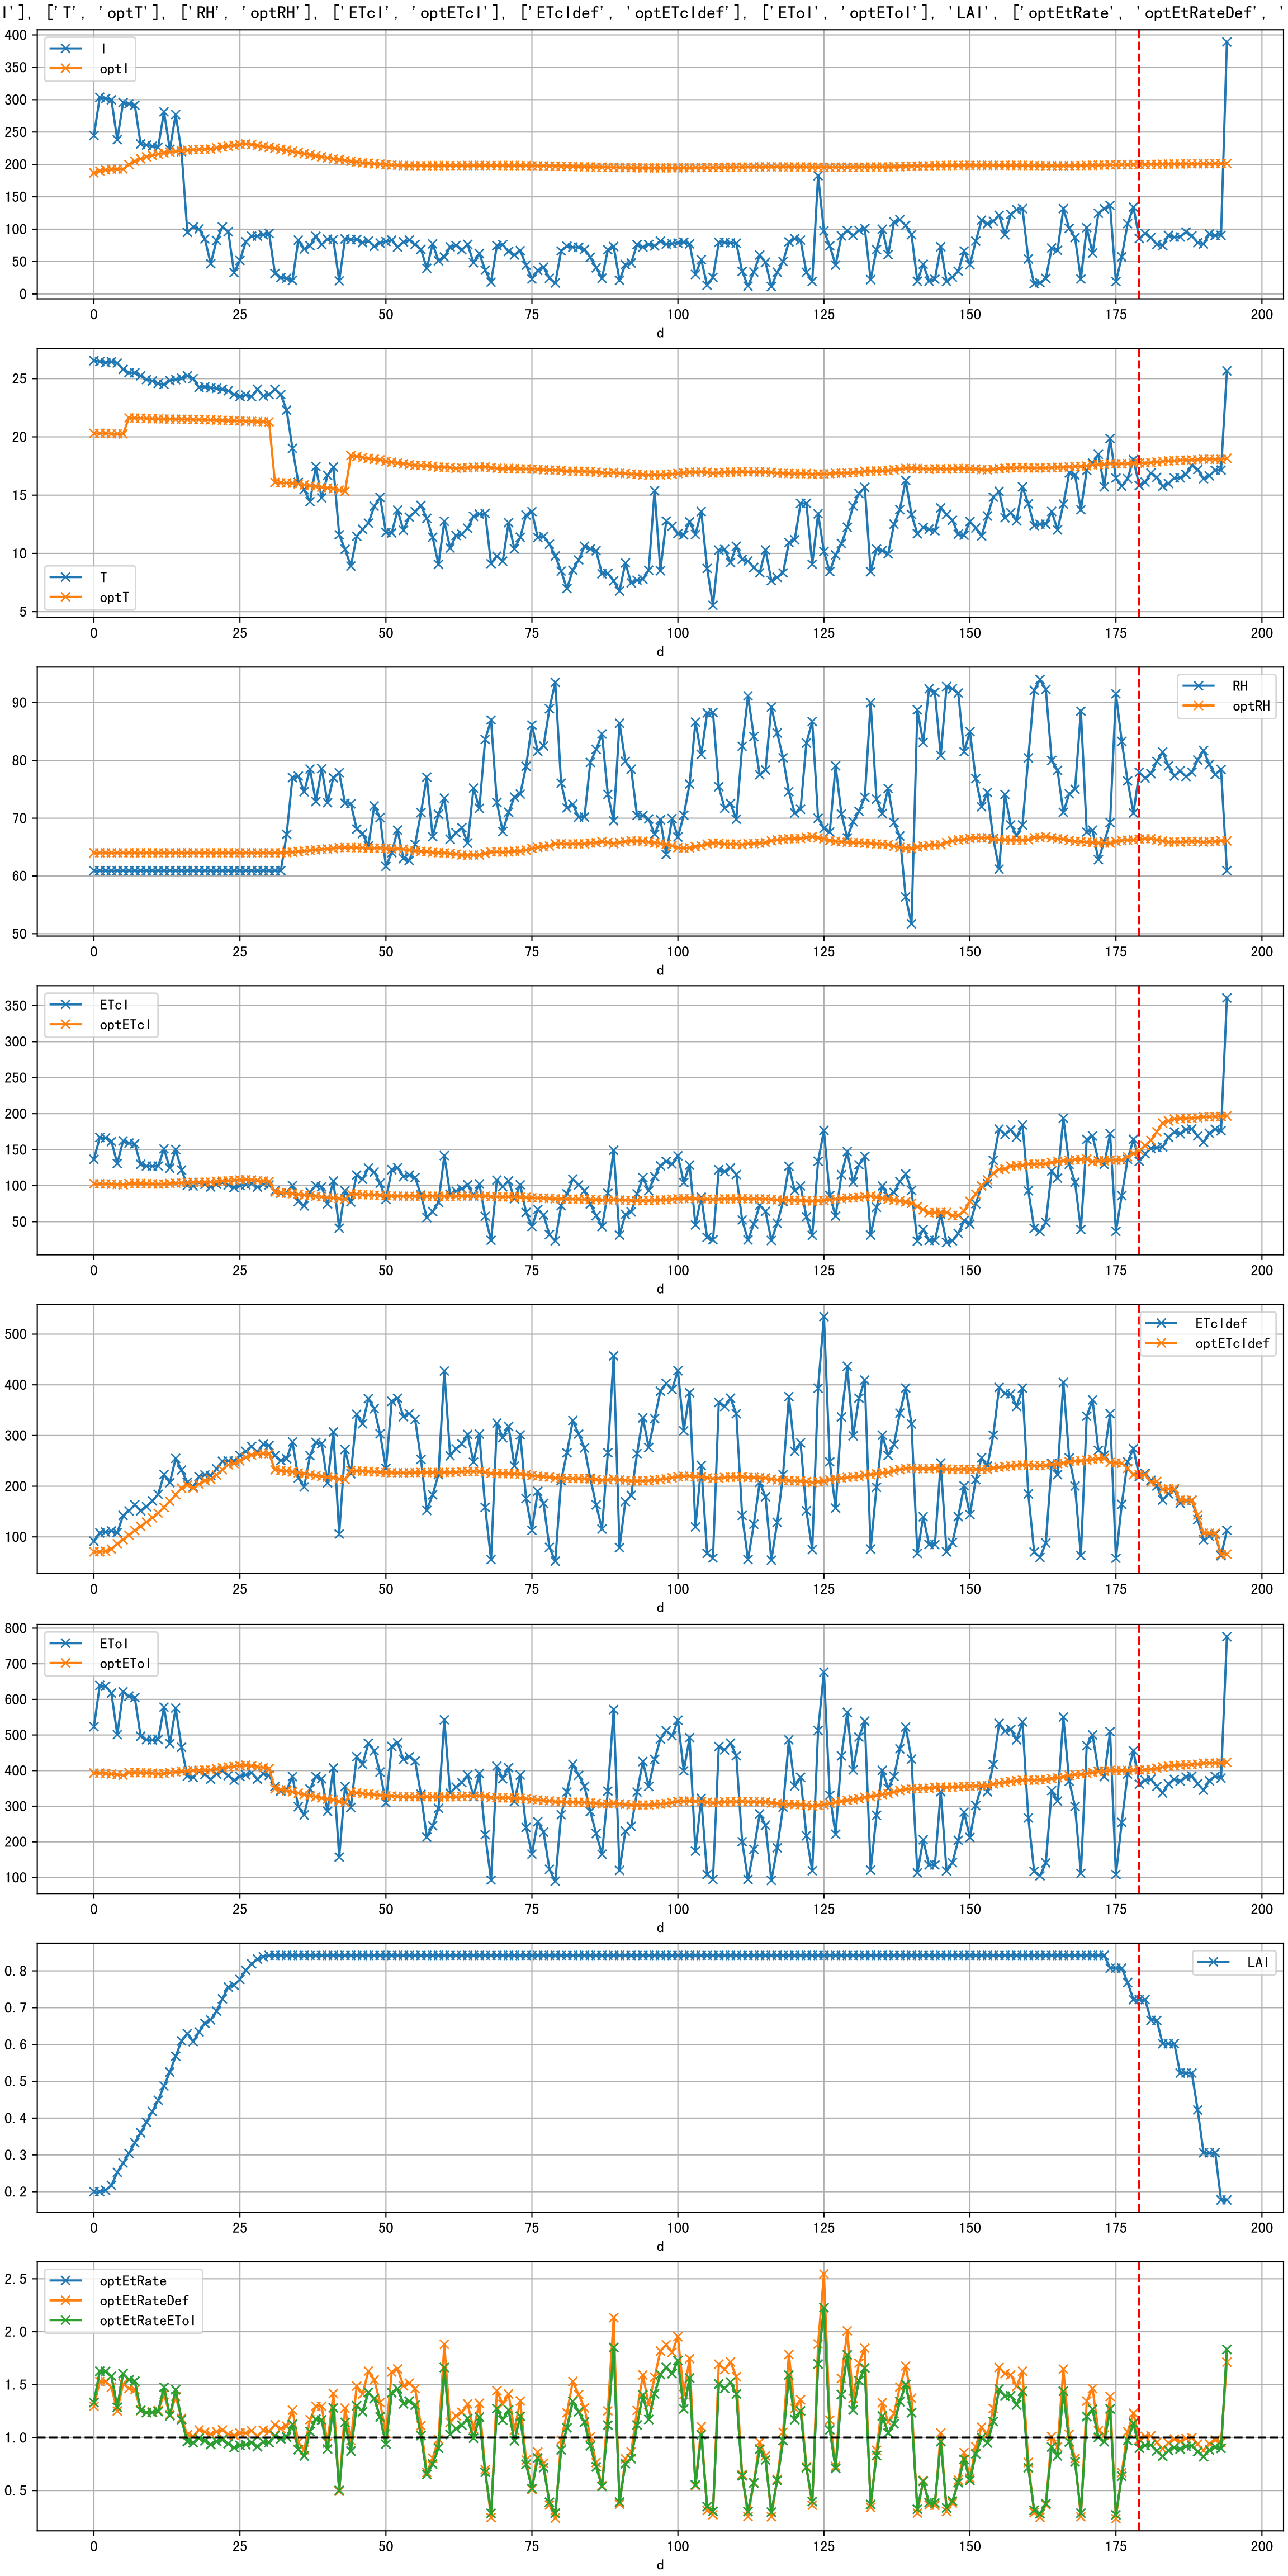 I'], ['T', 'optT'], ['RH', 'optRH'], ['ETcI', 'optETcI'], ['ETcIdef', 'optETcIdef'], ['EToI', 'optEToI'], 'LAI', ['optEtRate', 'optEtRateDef', '
I
optI
400
350
300
250
200
150
100
50
0
0 25 50 75 100 125 150 175 200
d
25
20
15
10
5
T
optT
0 25 50 75 100 125 150 175 200
d
RH
optRH
90
80
70
60
50
0 25 50 75 100 125 150 175 200
d
ETcI
optETcI
350
300
250
200
150
100
50
0 25 50 75 100 125 150 175 200
d
ETcIdef
optETcIdef
500
400
300
200
100
0 25 50 75 100 125 150 175 200
d
EToI
optEToI
800
700
600
500
400
300
200
100
0 25 50 75 100 125 150 175 200
d
LAI
0.8
0.7
0.6
0.5
0.4
0.3
0.2
0 25 50 75 100 125 150 175 200
d
optEtRate
optEtRateDef
optEtRateEToI
2.5
2.0
1.5
1.0
0.5
0 25 50 75 100 125 150 175 200
d